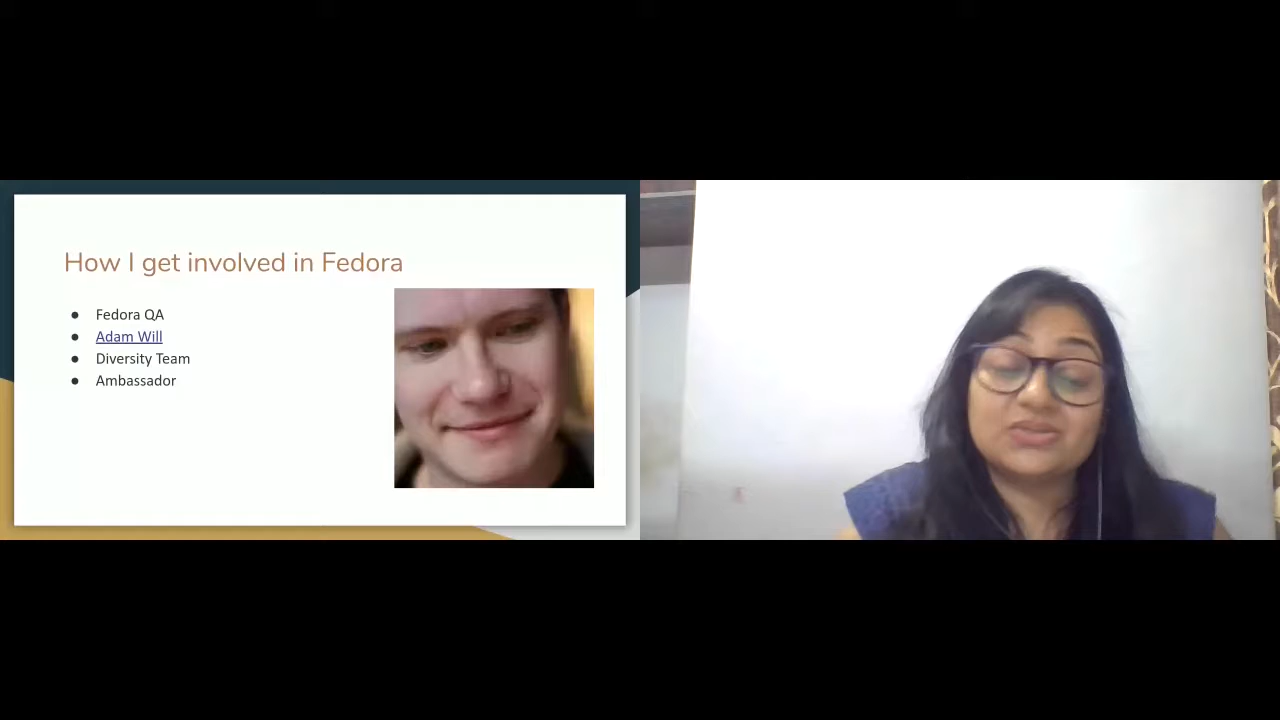 How I get involved in Fedora
Fedora QA
Adam Will
Diversity Team
Ambassador